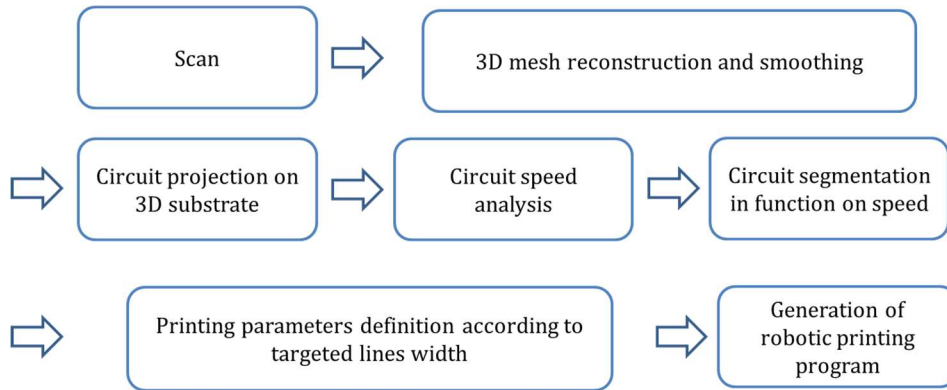 Scan
3D mesh reconstruction and smoothing
Circuit projection on
3D substrate
Circuit speed
analysis
Circuit segmentation
in function on speed
Printing parameters definition according to
targeted lines width
Generation of
robotic printing
program